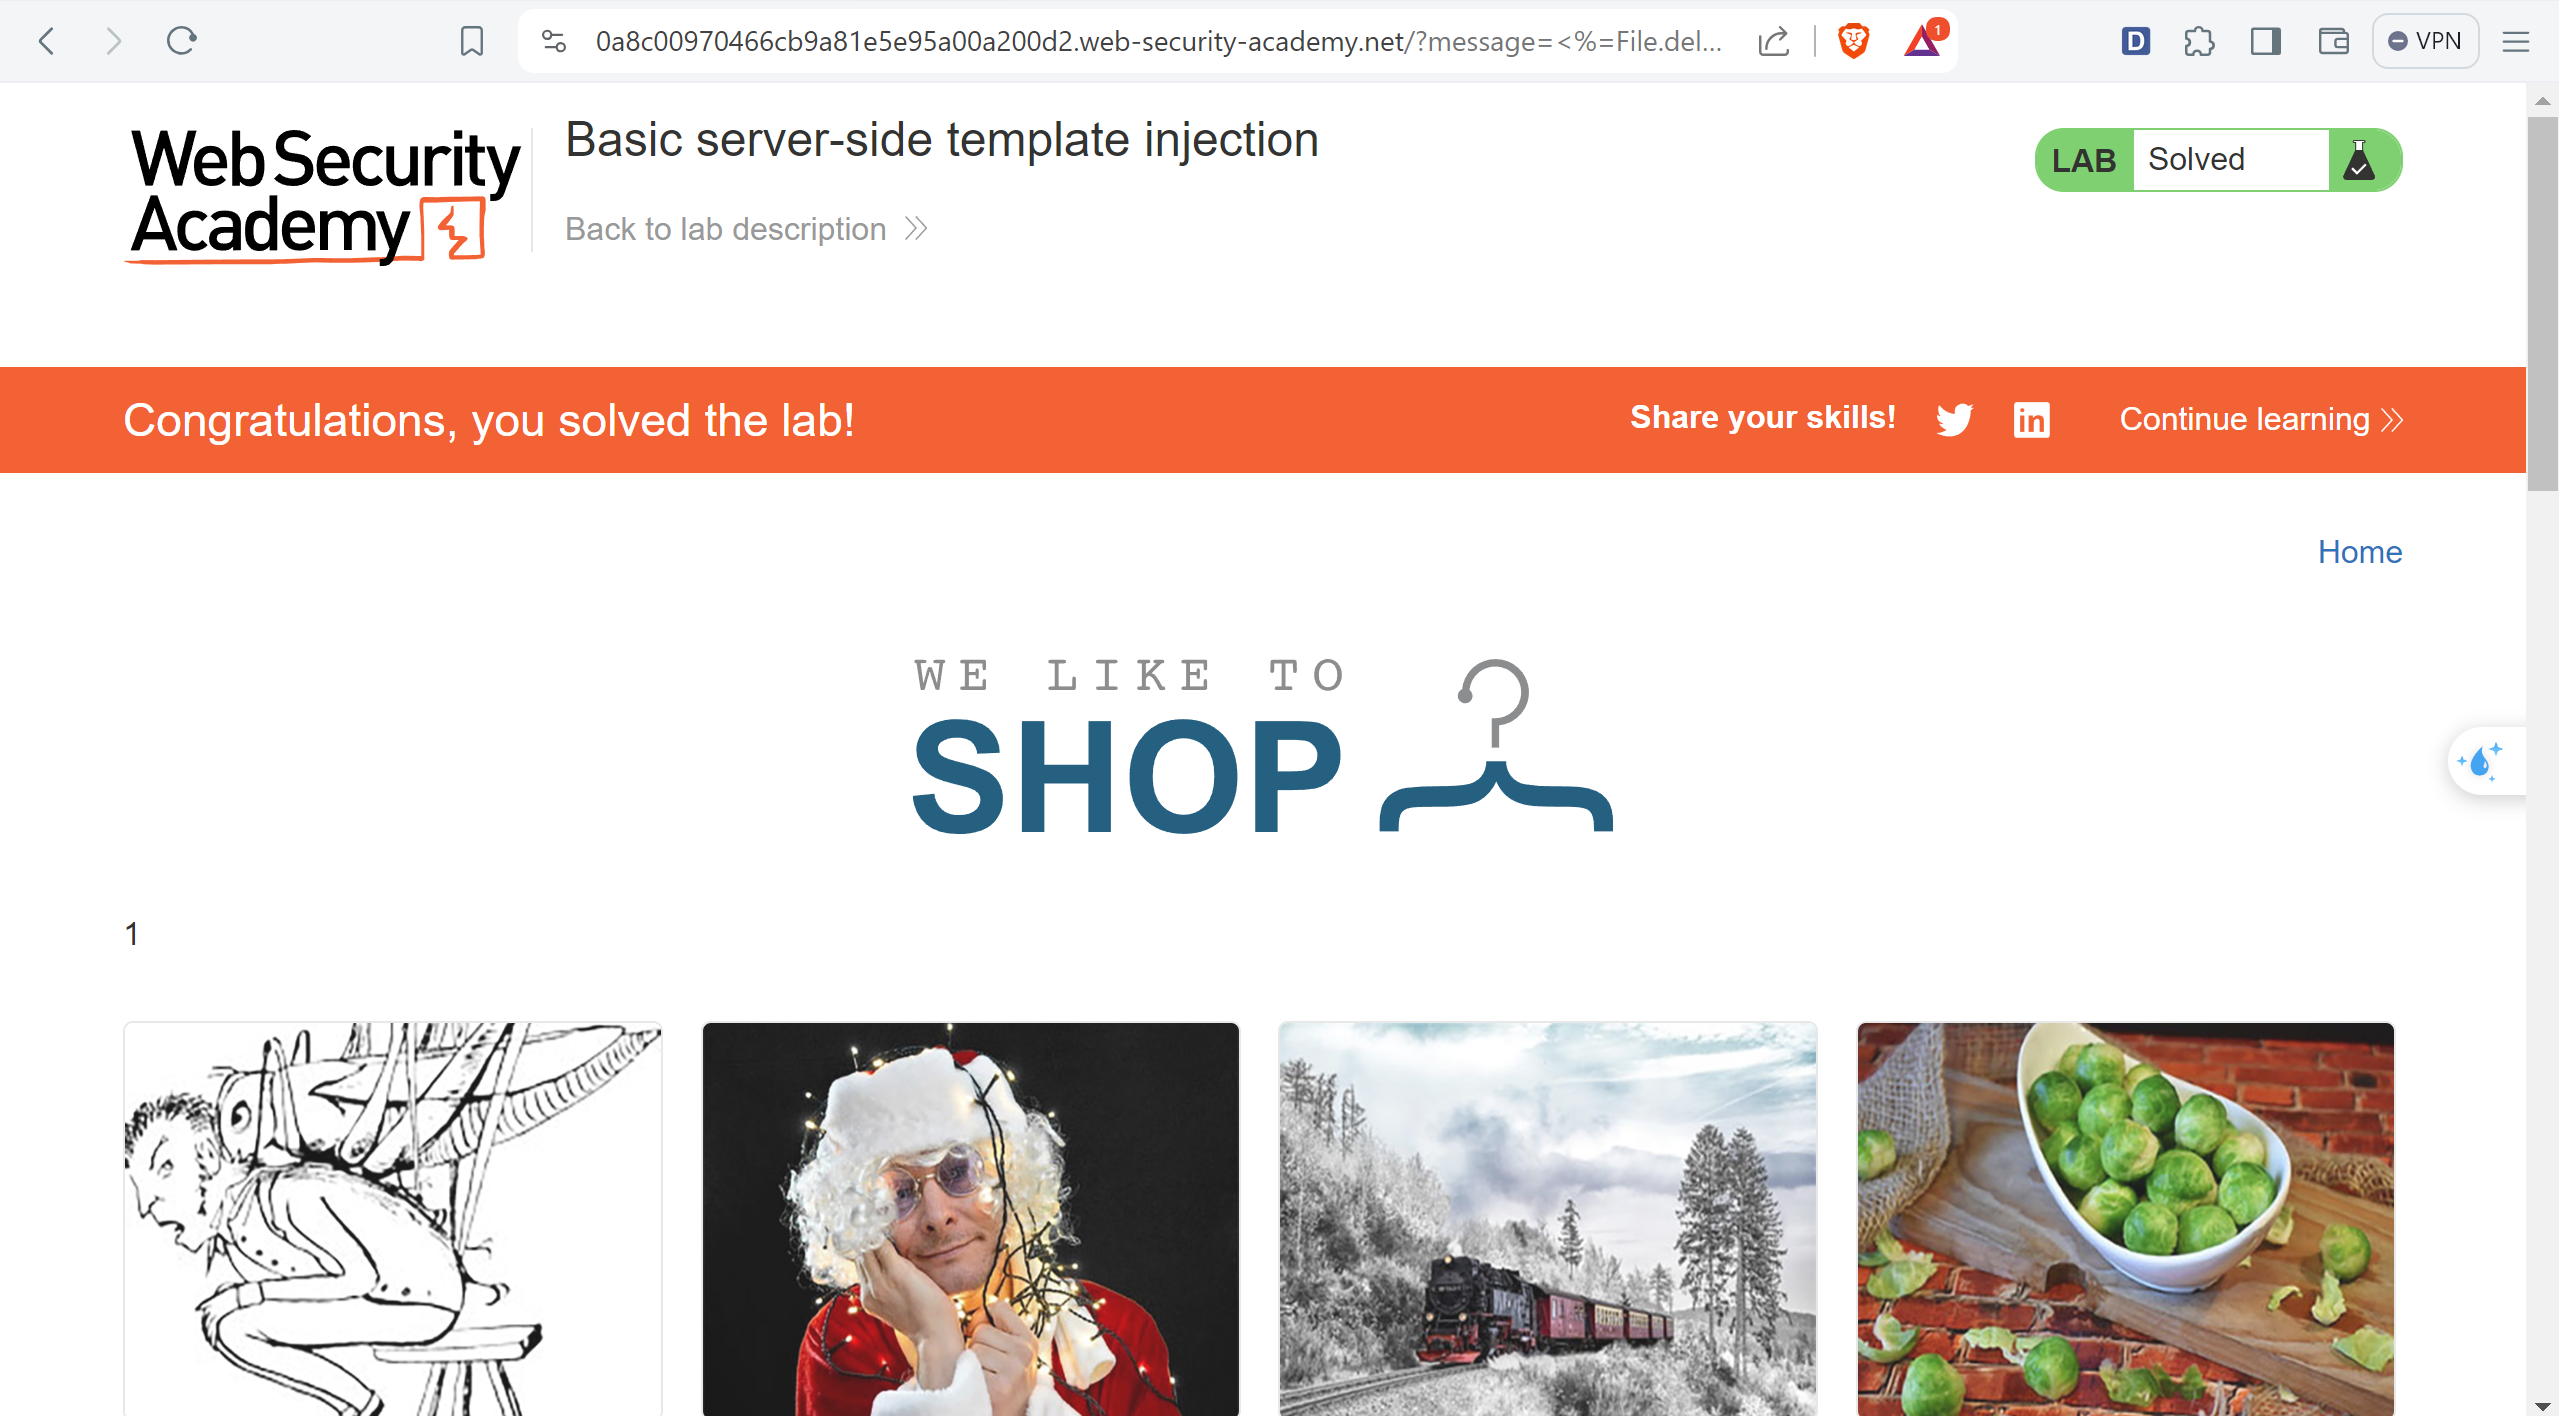 0a8c00970466cb9a81e5e95a00a200d2.web-security-academy.net/?message=<%=File.del...
1
D
VPN
Web Security
Academy
Basic server-side template injection
Back to lab description
LAB Solved
Congratulations, you solved the lab!
Share your skills!
in
Continue learning
Home
WE LIKE TO
SHOP
1